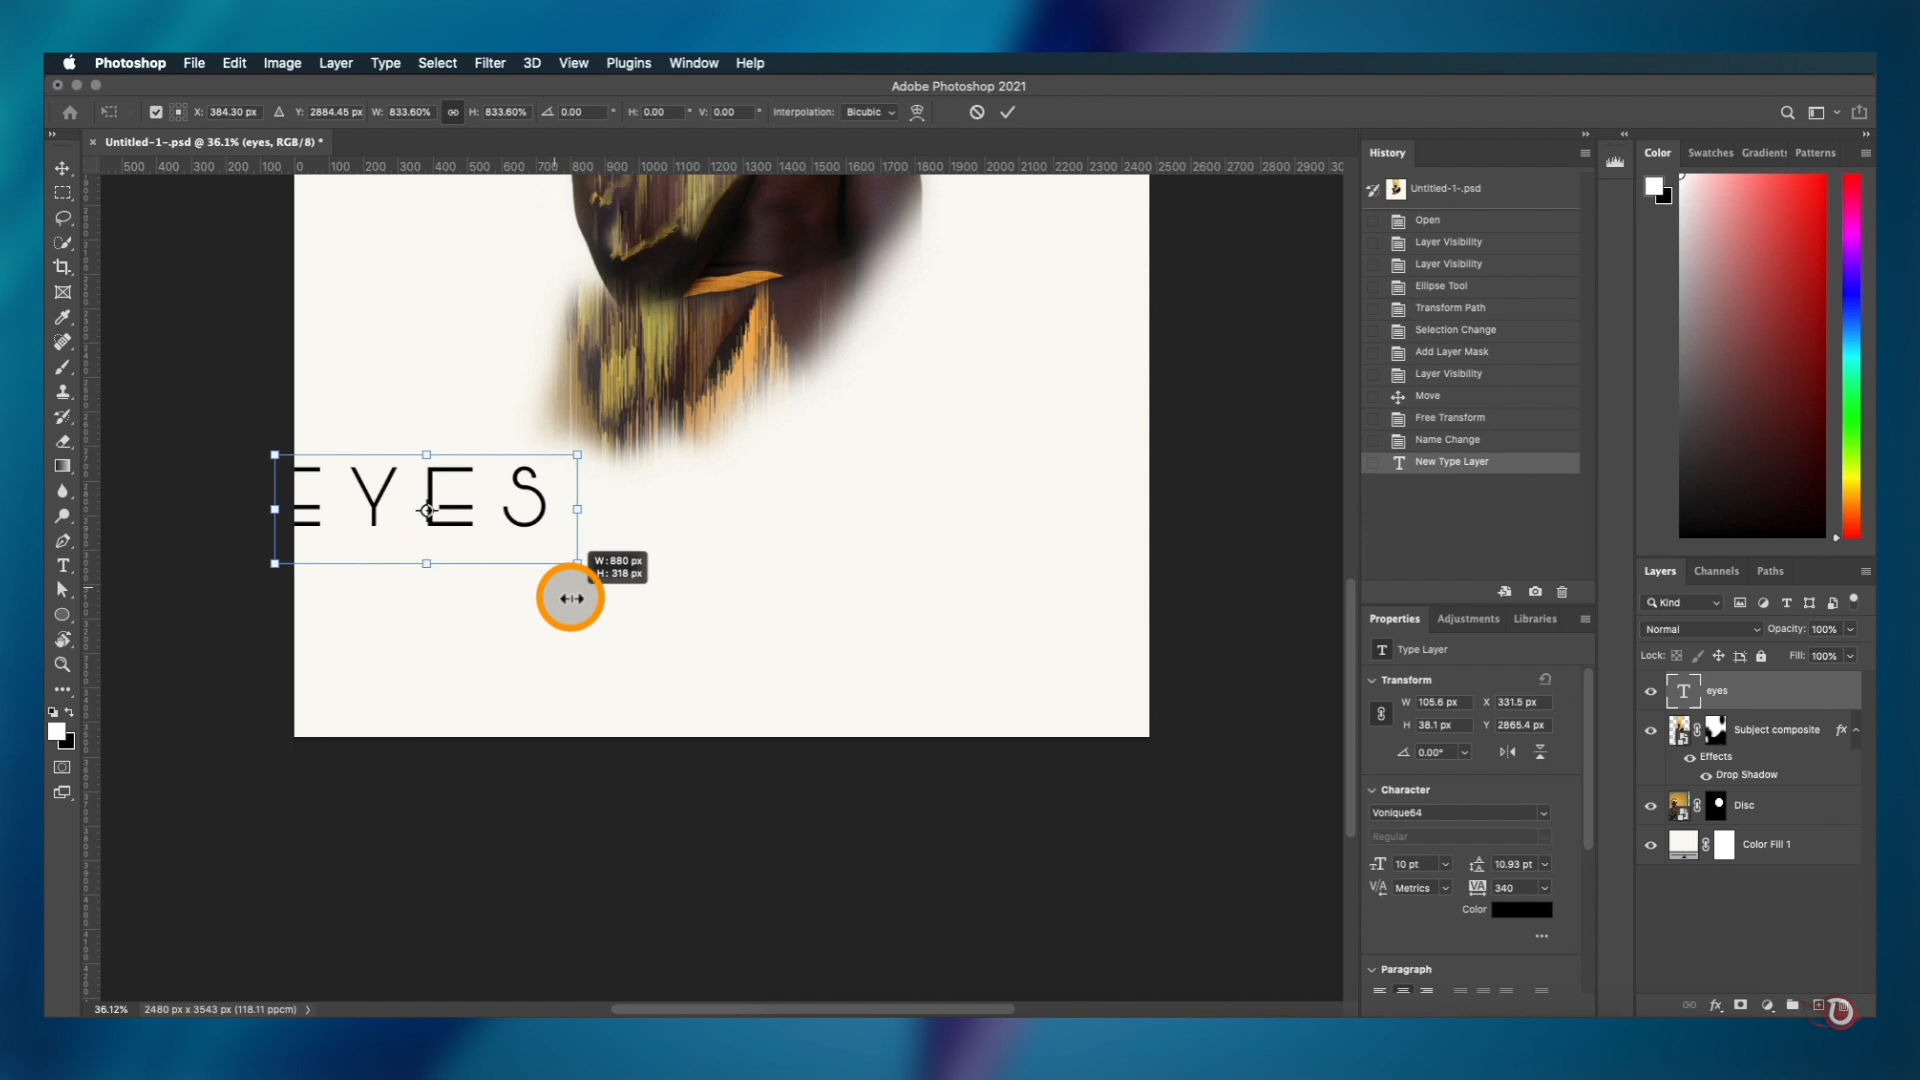 Photoshop File Edit Image Layer Type Select Filter 3D View Plugins Window Help
Adobe Photoshop 2021
X: 384.30 px Y: 2884.45 px W: 833.60% H: 833.60% 0.00 ° H: 0.00 ° V: 0.00 ° Interpolation: Bicubic
Untitled-1-.psd @ 36.1% (eyes, RGB/8) *
500 400 300 200 100 0 100 200 300 400 500 600 700 800 900 1000 1100 1200 1300 1400 1500 1600 1700 1800 1900 2000 2100 2200 2300 2400 2500 2600 2700 2800 2900
EYES
W: 880 px
H: 318 px
36.12% 2480 px x 3543 px (118.11 ppcm)
History
Untitled-1-.psd
Open
Layer Visibility
Layer Visibility
Ellipse Tool
Transform Path
Selection Change
Add Layer Mask
Layer Visibility
Move
Free Transform
Name Change
New Type Layer
Properties Adjustments Libraries
Type Layer
Transform
W 105.6 px X 331.5 px
H 38.1 px Y 2865.4 px
0.00°
Character
Vonique64
Regular
10 pt 10.93 pt
Metrics 340
Color
Paragraph
Color Swatches Gradients Patterns
Layers Channels Paths
Kind
Normal Opacity: 100%
Lock: Fill: 100%
eyes
Subject composite fx
Effects
Drop Shadow
Disc
Color Fill 1
fx